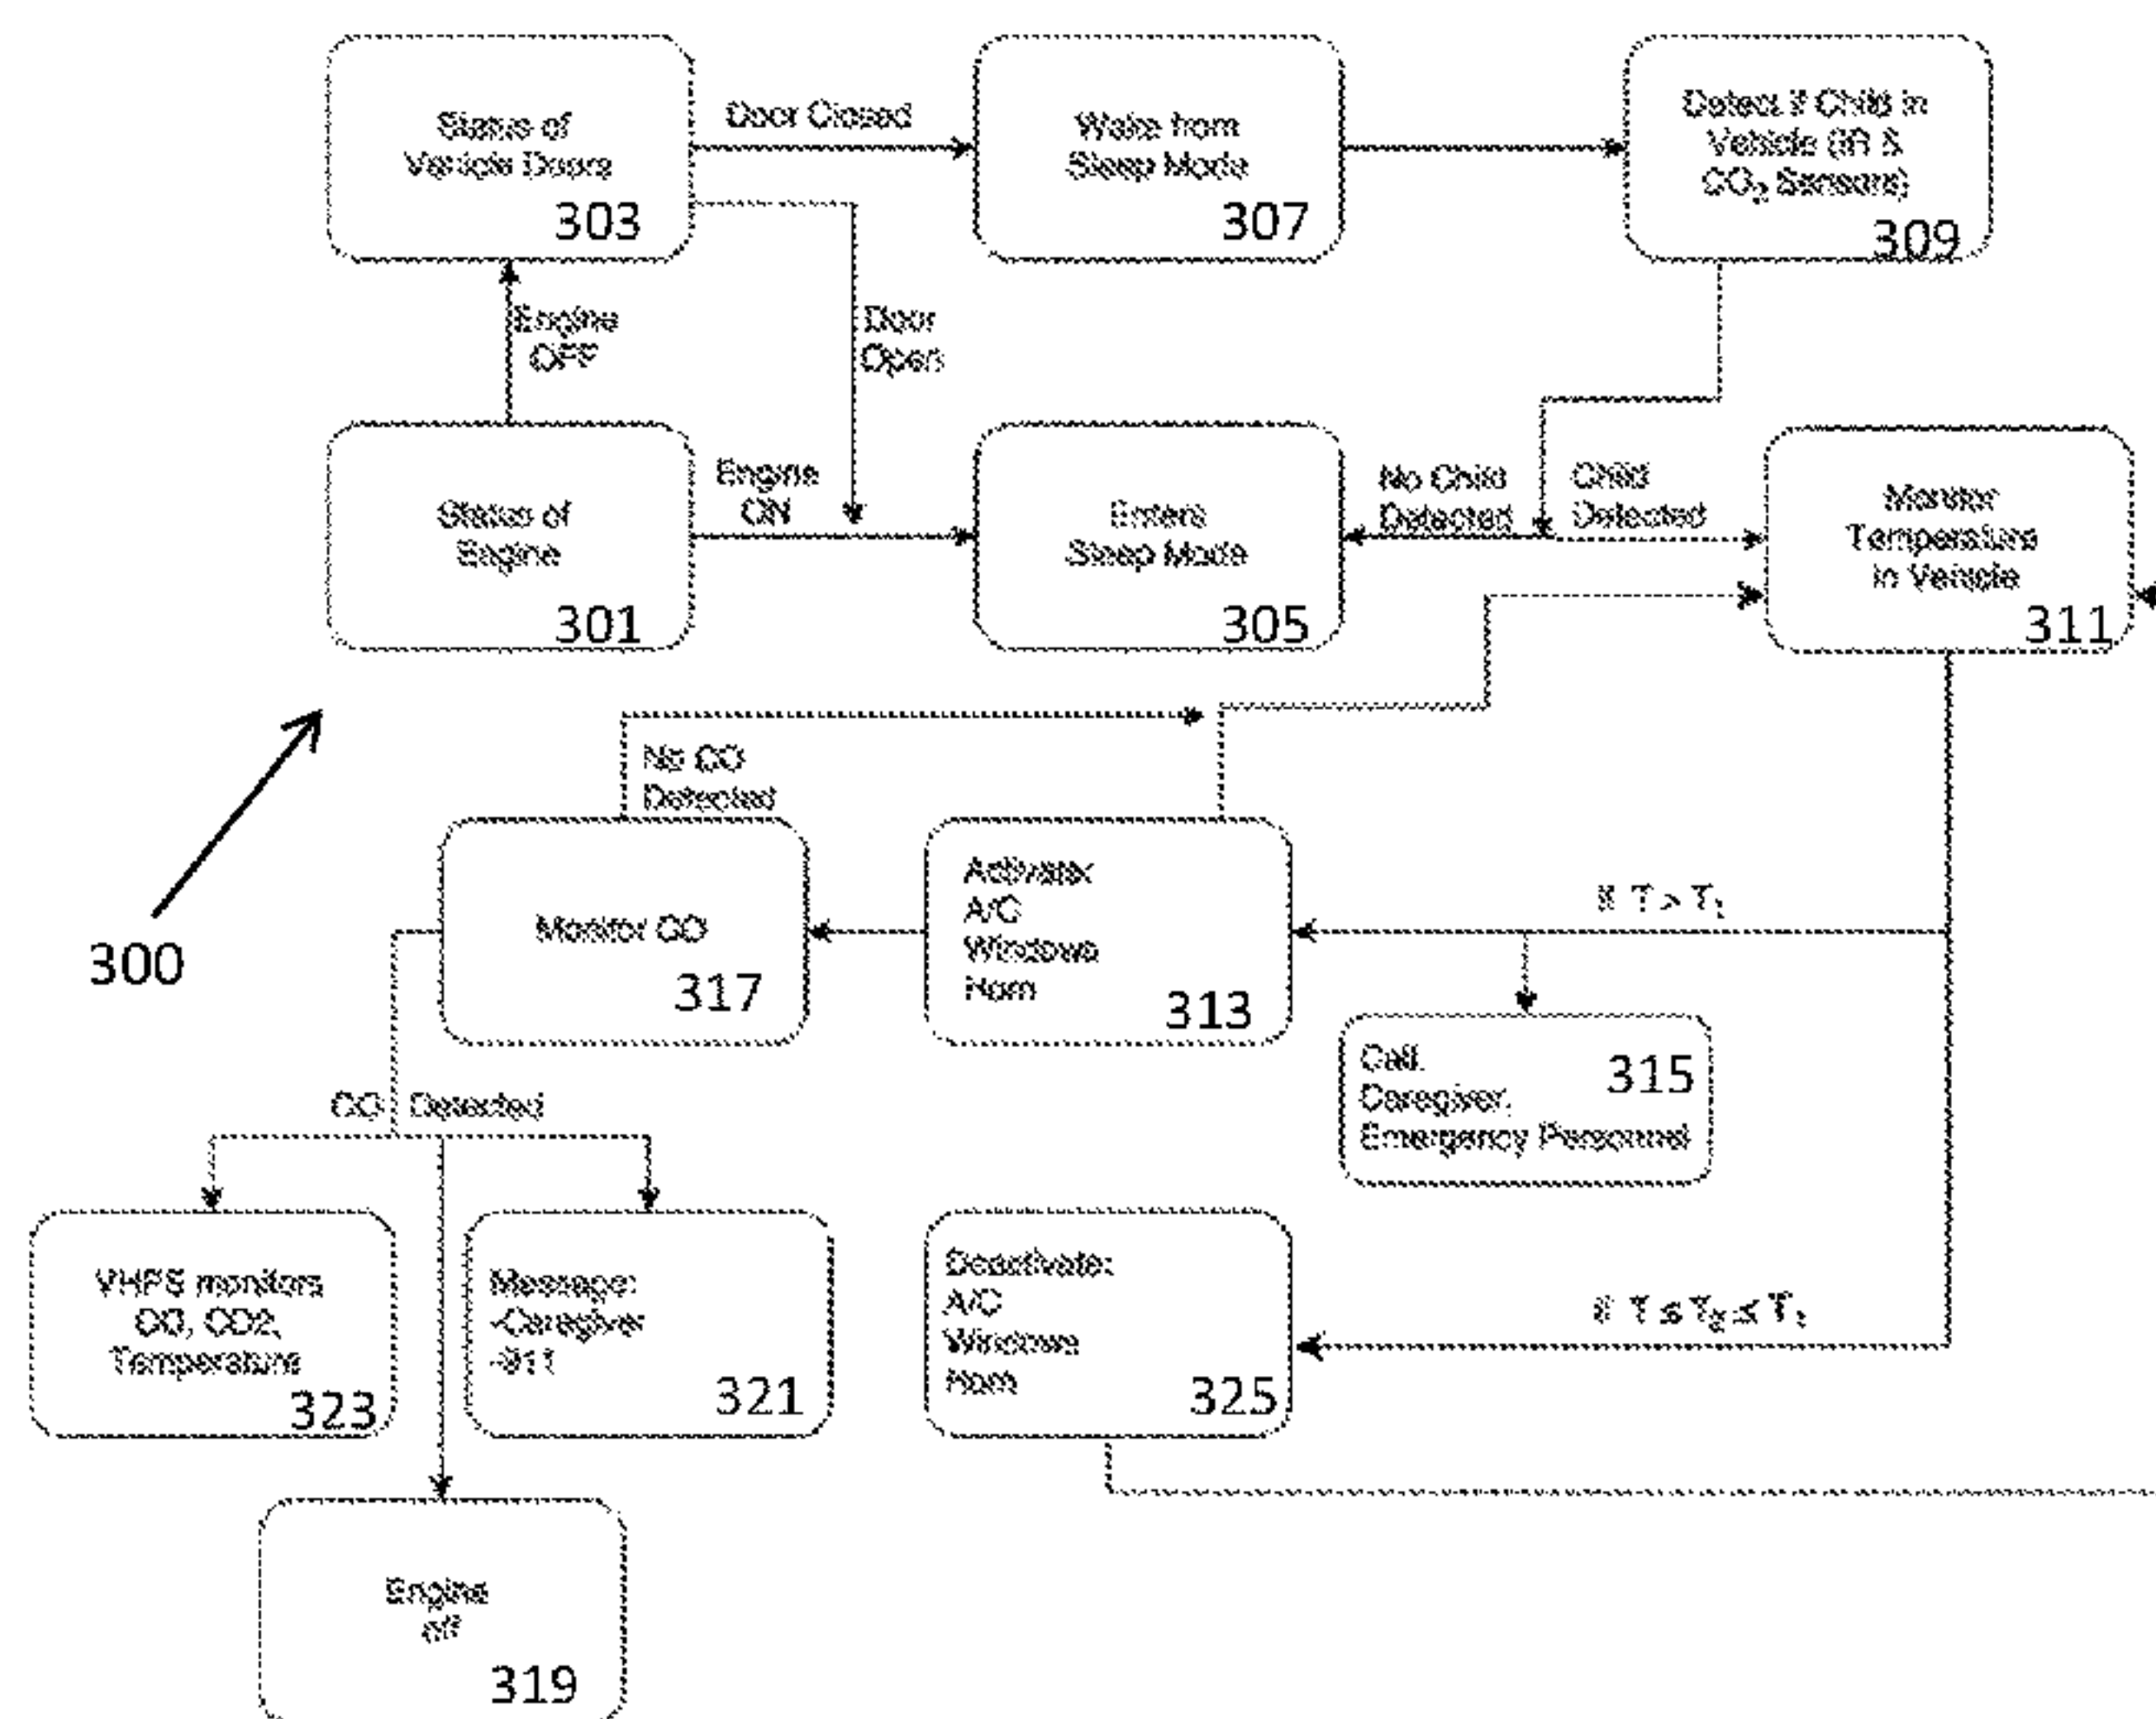 Status of
Vehicle Doors
303
Door Closed
Wake from
Sleep Mode
307
Detect if Child in
Vehicle (IR &
CO₂ Sensors)
309
Engine
OFF
Door
Open
Status of
Engine
301
Engine
ON
Enters
Sleep Mode
305
No Child
Detected
Child
Detected
Monitor
Temperature
in Vehicle
311
300
No CO
Detected
Monitor CO
317
Activate:
A/C
Windows
Horn
313
If T > T₁
Call:
Caregiver,
Emergency Personnel
315
CO Detected
VHPS monitors
CO, CO2,
Temperature
323
Message:
-Caregiver
-911
321
Deactivate:
A/C
Windows
Horn
325
If T ≤ T₂ ≤ T₁
Engine
off
319